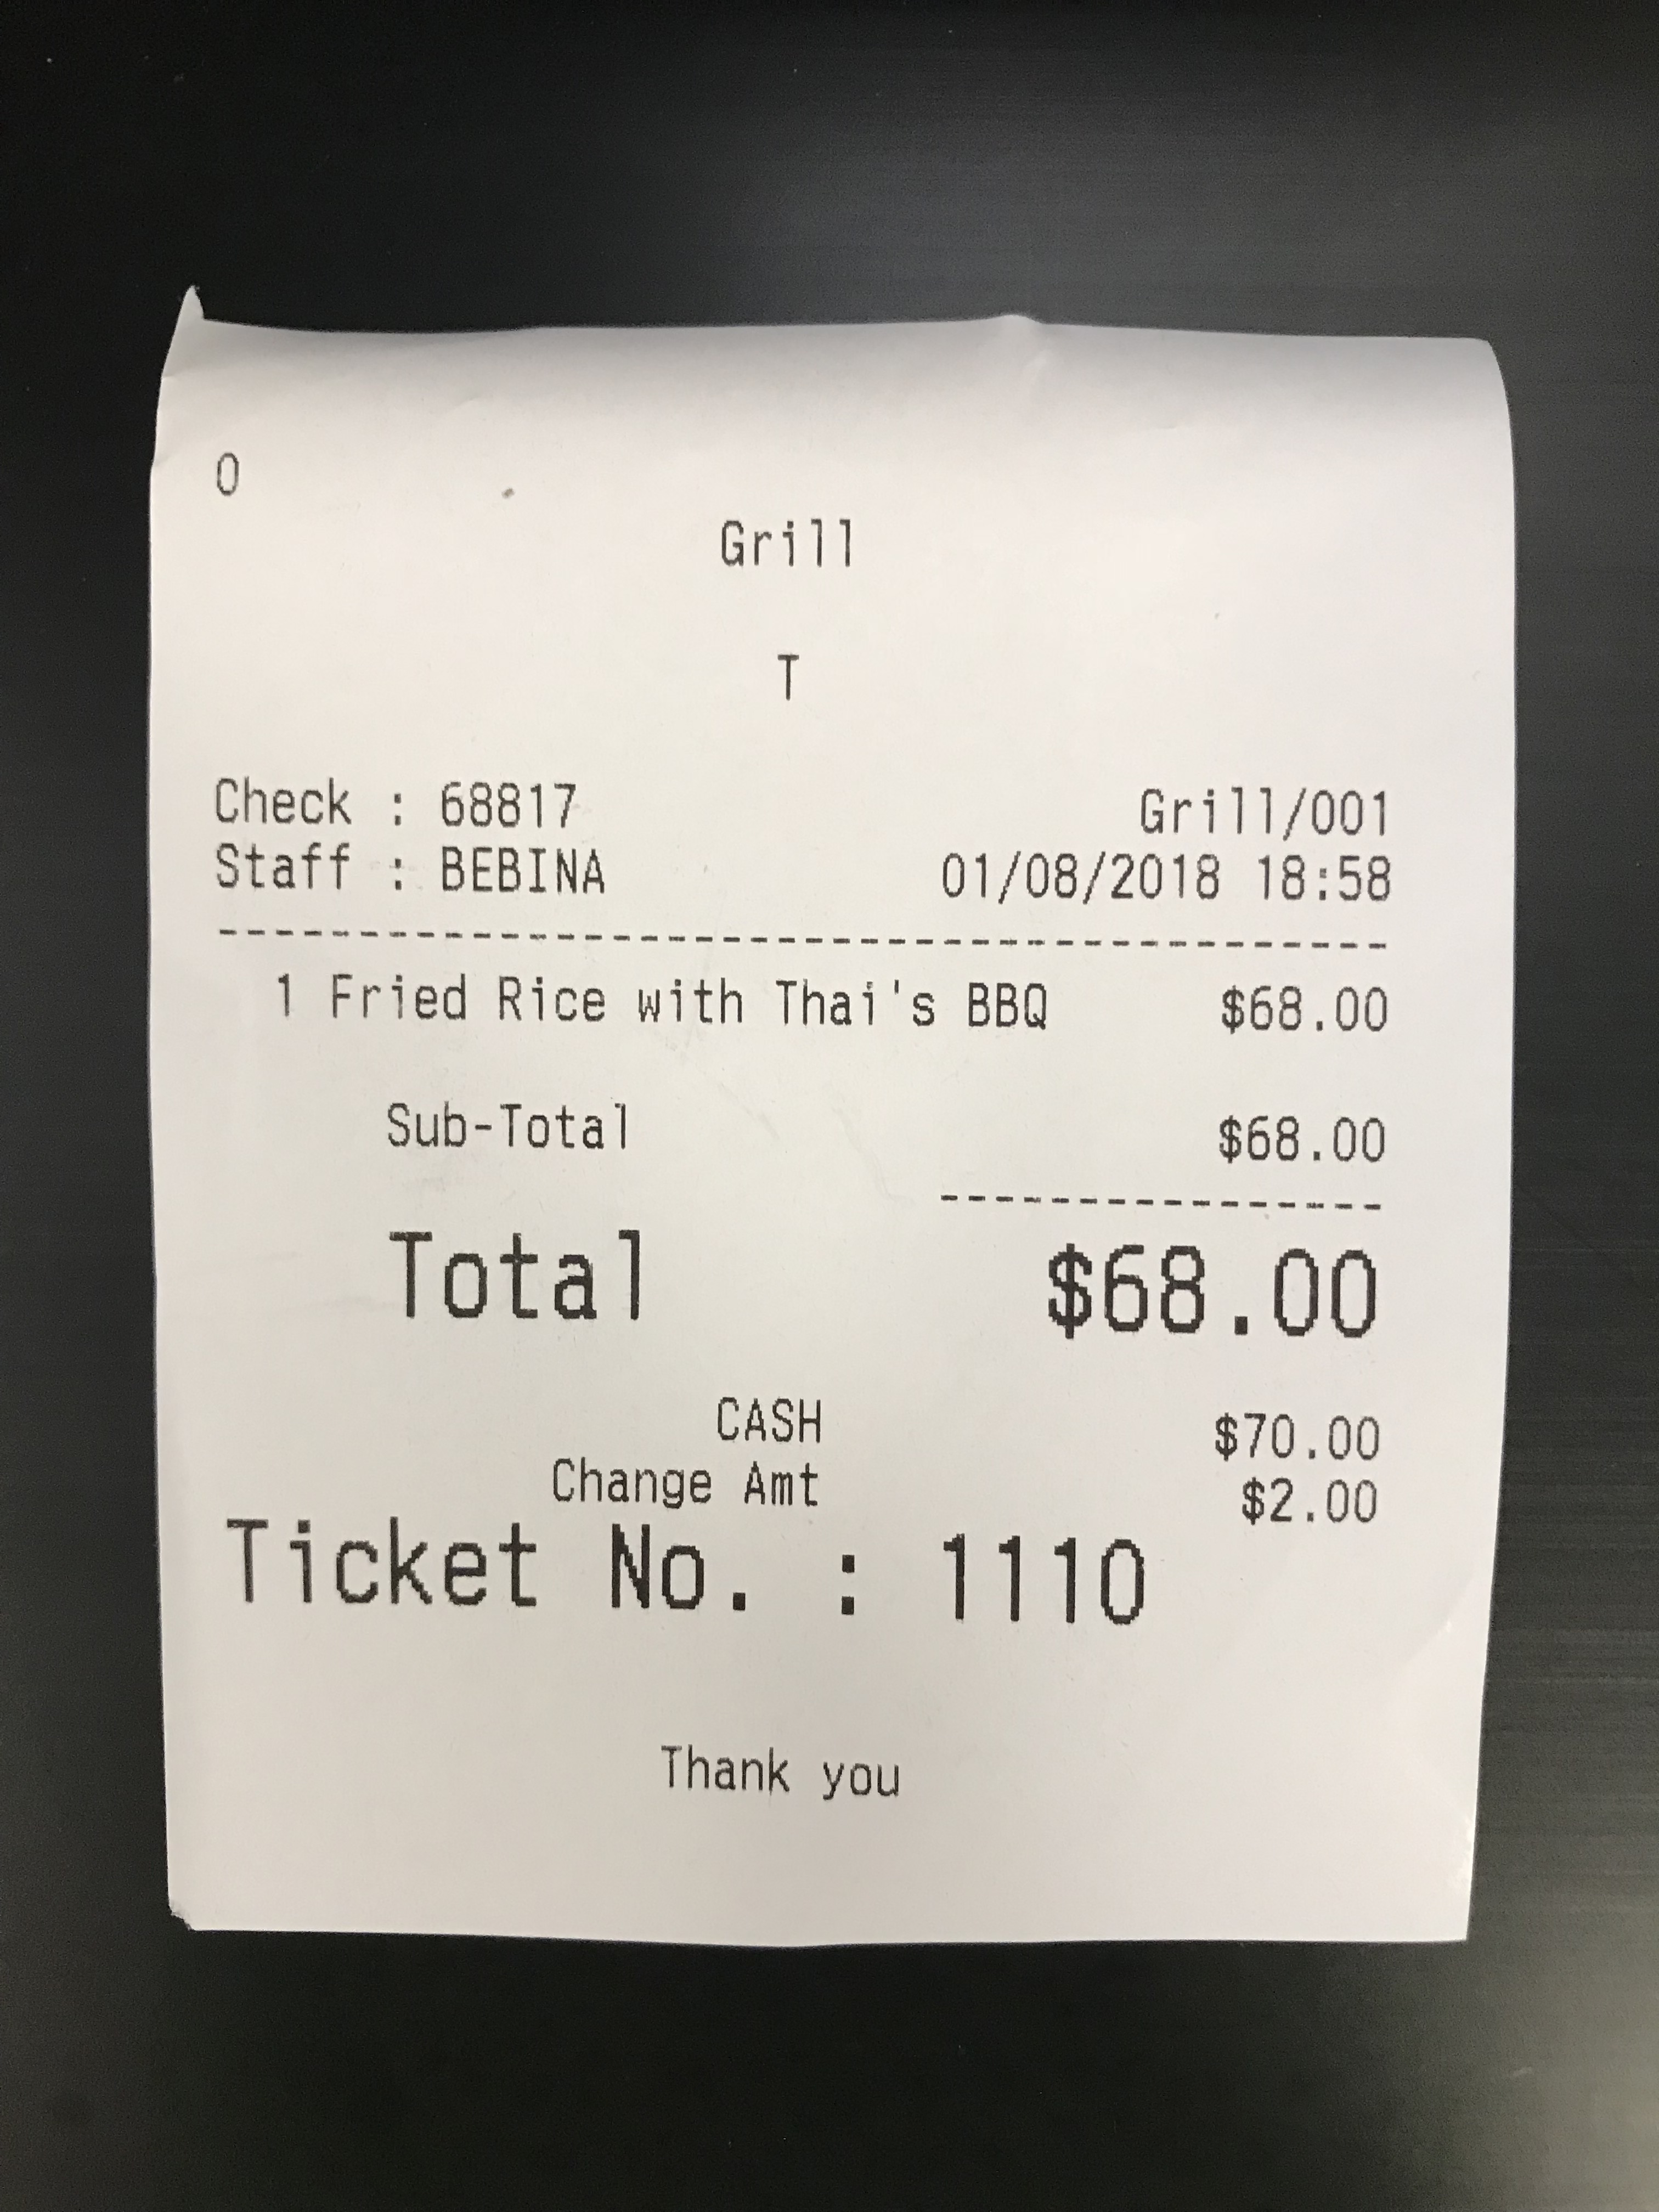 0
Grill
T
Check : 68817 Grill/001
Staff : BEBINA 01/08/2018 18:58
------------------------------------------
1 Fried Rice with Thai's BBQ $68.00
Sub-Total $68.00
----------------
Total $68.00
CASH $70.00
Change Amt $2.00
Ticket No. : 1110
Thank you